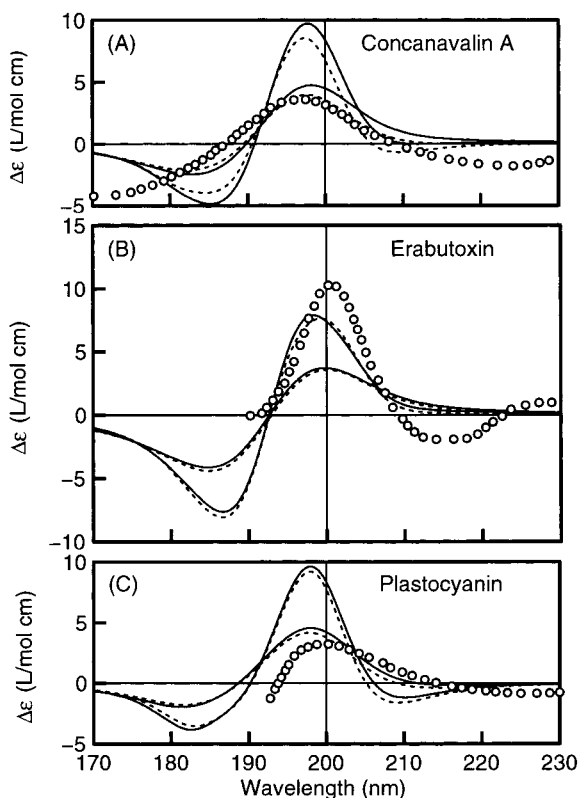 (A) Concanavalin A
10
5
0
−5
Δε (L/mol cm)
(B) Erabutoxin
15
10
5
0
−5
−10
Δε (L/mol cm)
(C) Plastocyanin
10
5
0
−5
Δε (L/mol cm)
170 180 190 200 210 220 230
Wavelength (nm)